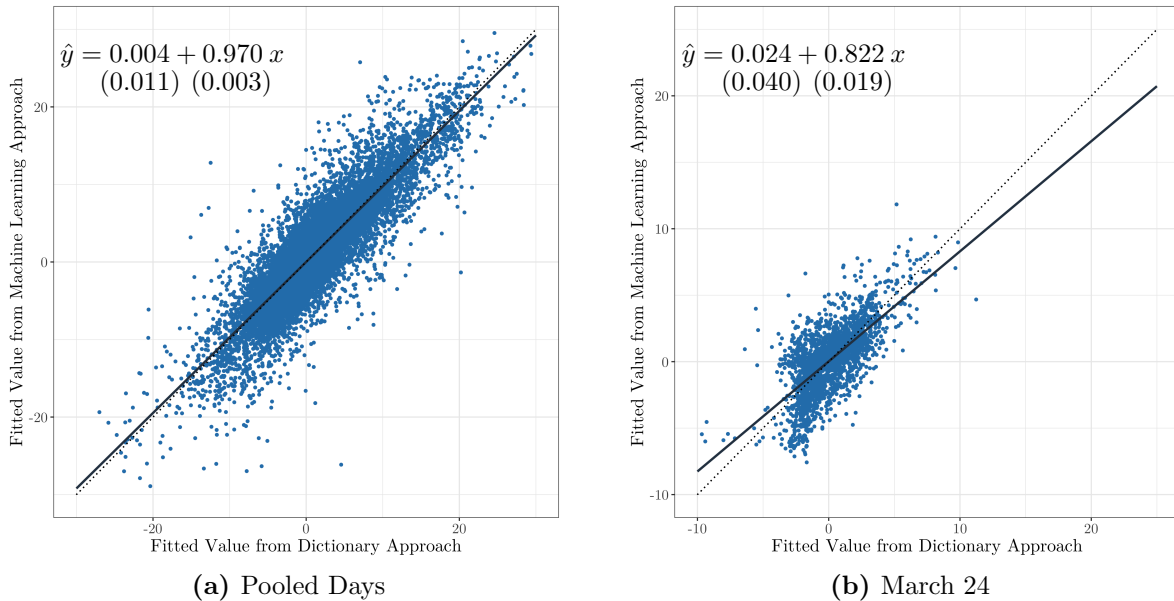 ŷ = 0.004 + 0.970 x
(0.011) (0.003)
Fitted Value from Machine Learning Approach
20
0
-20
-20
0
20
Fitted Value from Dictionary Approach
(a) Pooled Days
ŷ = 0.024 + 0.822 x
(0.040) (0.019)
Fitted Value from Machine Learning Approach
20
10
0
-10
-10
0
10
20
Fitted Value from Dictionary Approach
(b) March 24